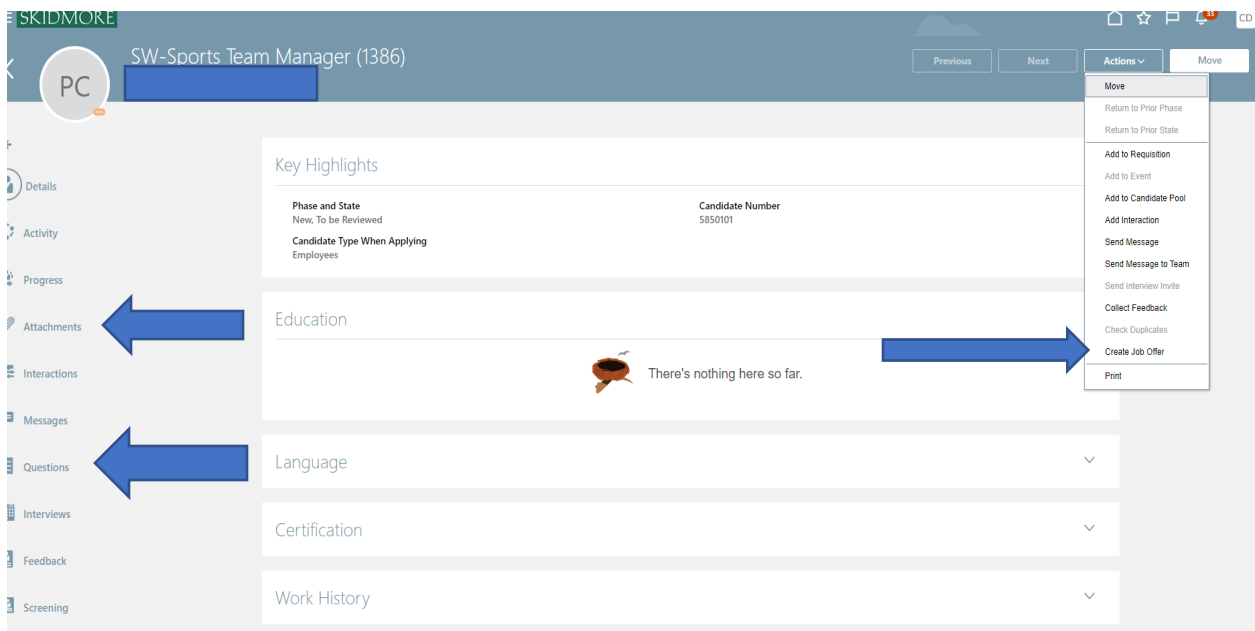 SKIDMORE
33
CD
PC
SW-Sports Team Manager (1386)
Previous
Next
Actions
Move
Move
Return to Prior Phase
Return to Prior State
Add to Requisition
Add to Event
Add to Candidate Pool
Add Interaction
Send Message
Send Message to Team
Send Interview Invite
Collect Feedback
Check Duplicates
Create Job Offer
Print
Details
Activity
Progress
Attachments
Interactions
Messages
Questions
Interviews
Feedback
Screening
Key Highlights
Phase and State
New, To be Reviewed
Candidate Number
5850101
Candidate Type When Applying
Employees
Education
There's nothing here so far.
Language
Certification
Work History